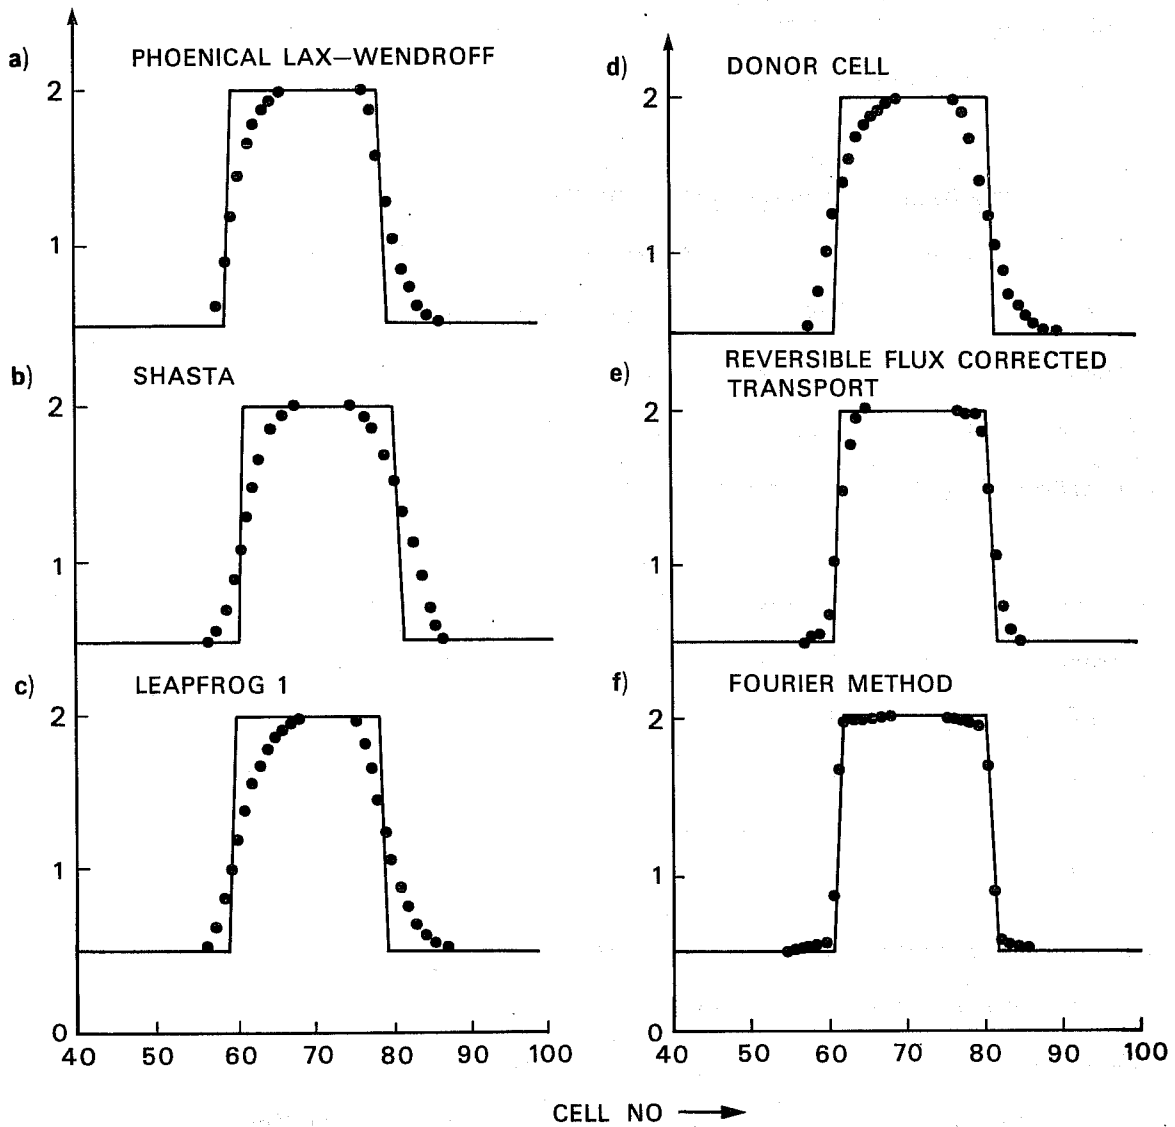 a) PHOENICAL LAX—WENDROFF
2
1
b) SHASTA
2
1
c) LEAPFROG 1
2
1
0
40 50 60 70 80 90 100
d) DONOR CELL
2
1
e) REVERSIBLE FLUX CORRECTED
TRANSPORT
2
1
f) FOURIER METHOD
2
1
0
40 50 60 70 80 90 100
CELL NO